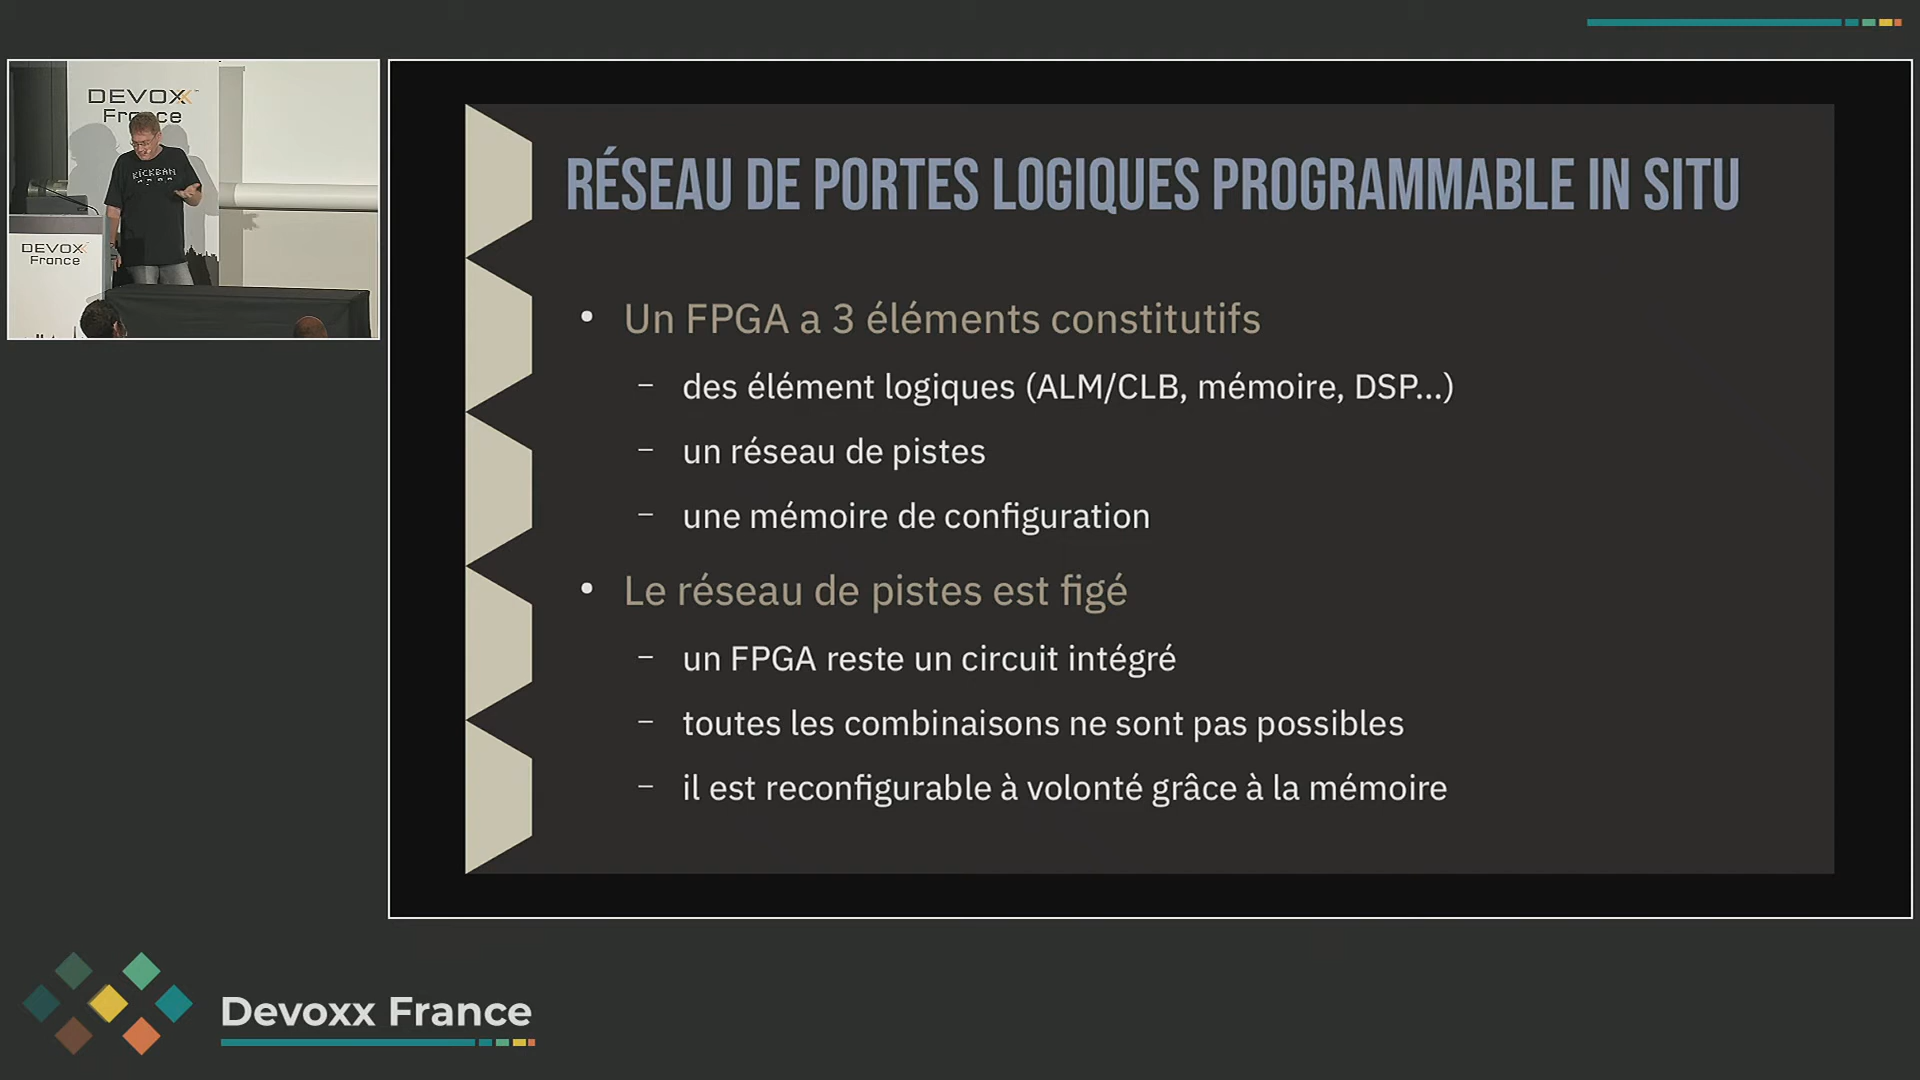 DEVOXX
France
KICKBAN
DEVOXX
France
RÉSEAU DE PORTES LOGIQUES PROGRAMMABLE IN SITU
• Un FPGA a 3 éléments constitutifs
– des élément logiques (ALM/CLB, mémoire, DSP...)
– un réseau de pistes
– une mémoire de configuration
• Le réseau de pistes est figé
– un FPGA reste un circuit intégré
– toutes les combinaisons ne sont pas possibles
– il est reconfigurable à volonté grâce à la mémoire
Devoxx France